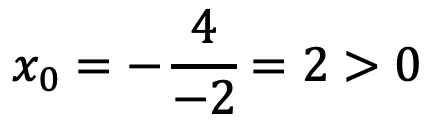 x₀ = −4/−2 = 2 > 0